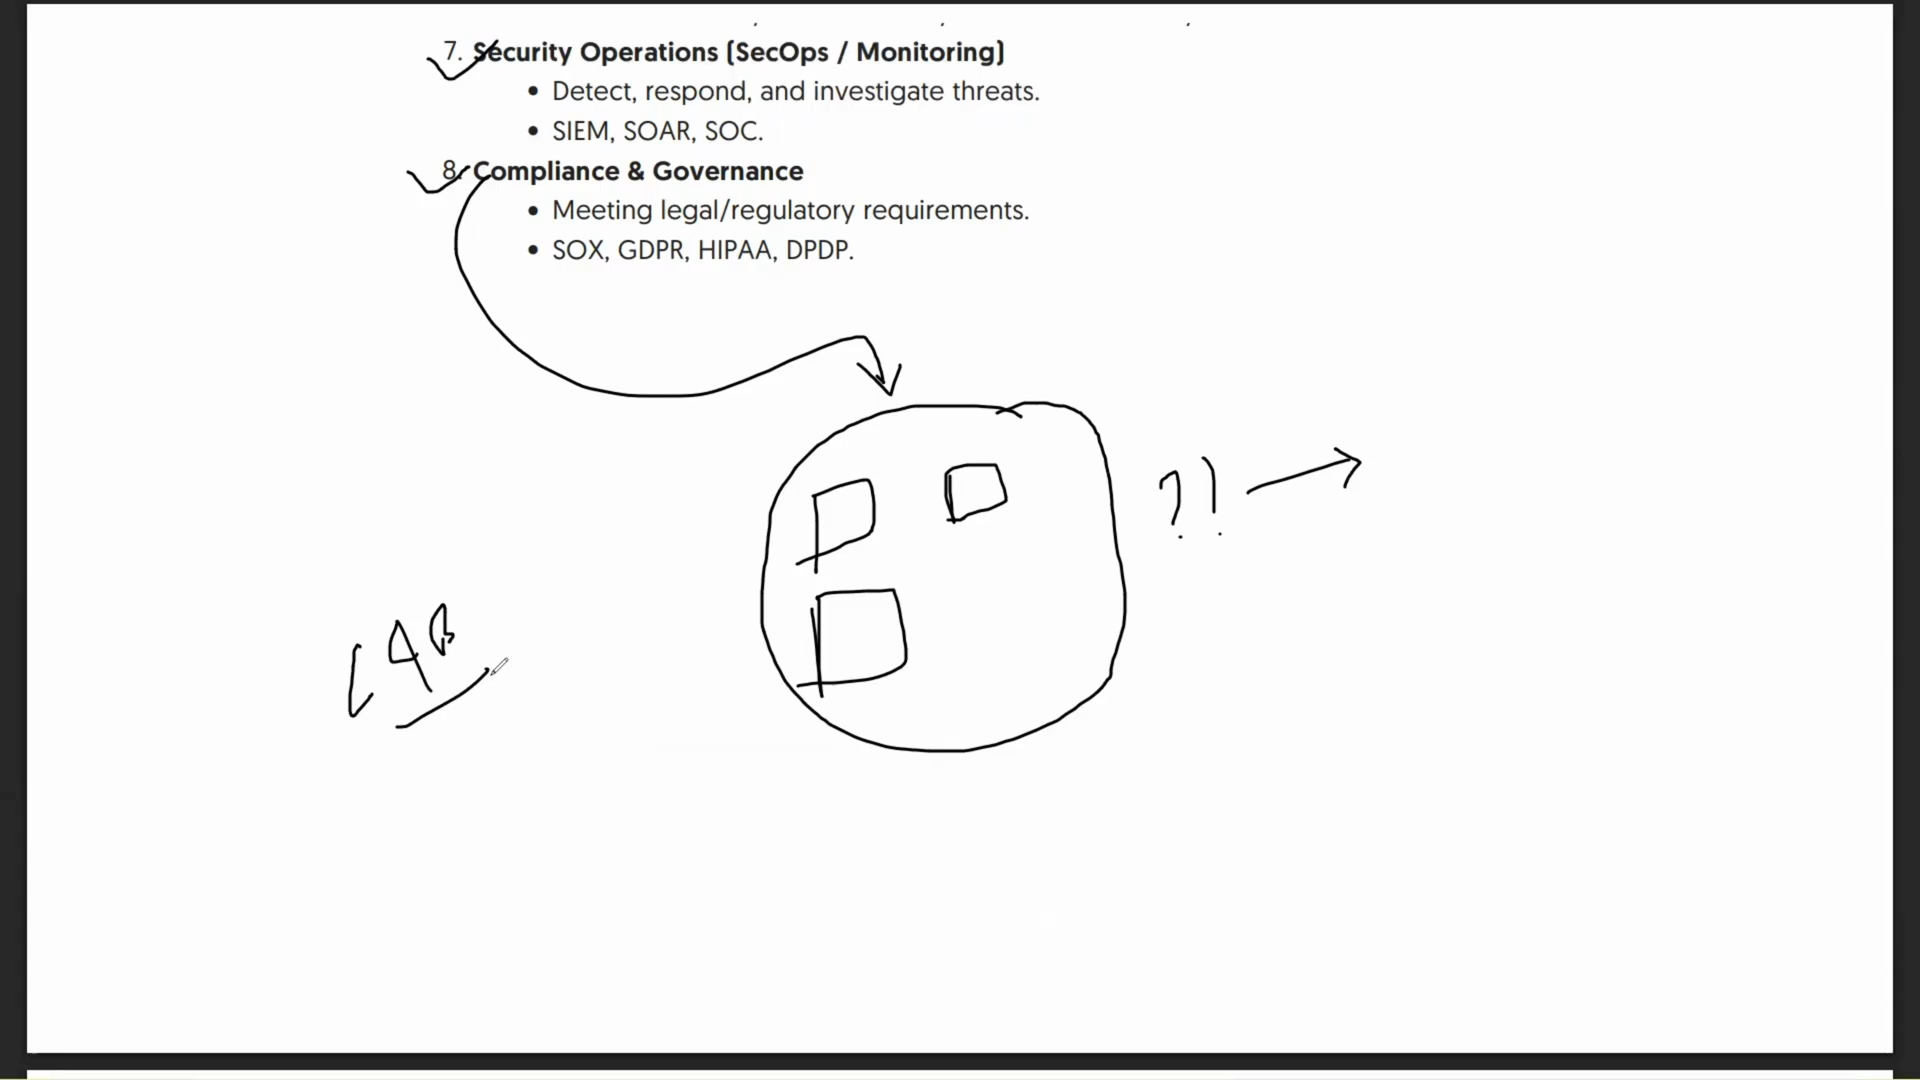 7. Security Operations (SecOps / Monitoring)
• Detect, respond, and investigate threats.
• SIEM, SOAR, SOC.
8. Compliance & Governance
• Meeting legal/regulatory requirements.
• SOX, GDPR, HIPAA, DPDP.
?!
LAB